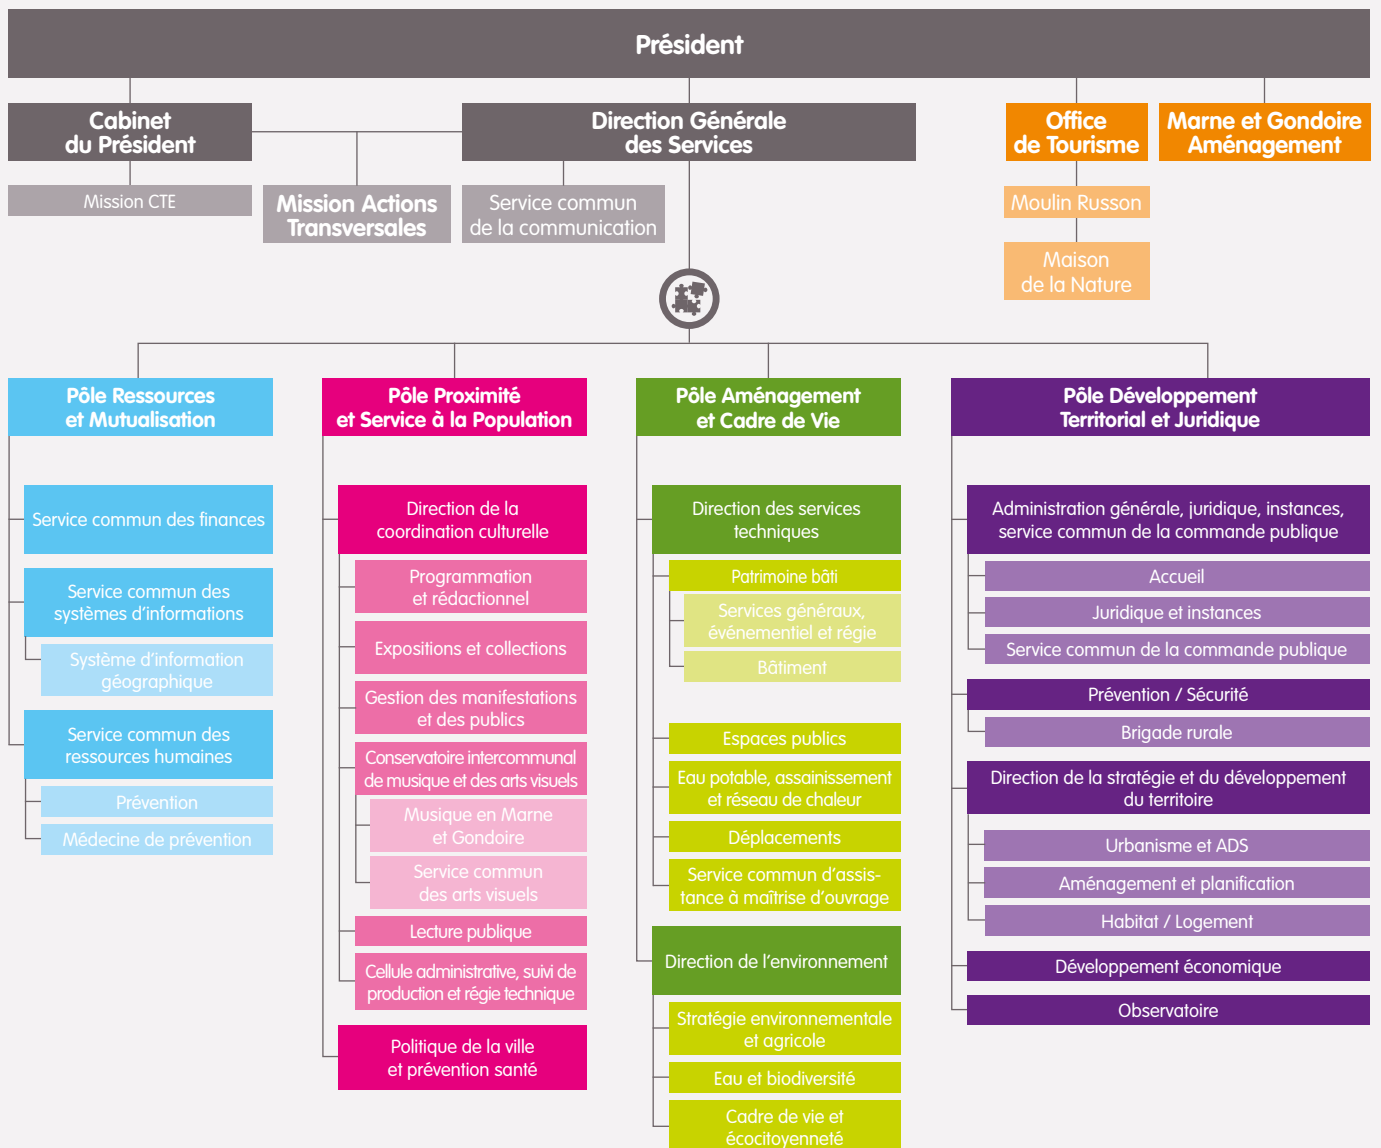 Président
Cabinet
du Président
Direction Générale
des Services
Office
de Tourisme
Marne et Gondoire
Aménagement
Mission CTE
Mission Actions
Transversales
Service commun
de la communication
Moulin Russon
Maison
de la Nature
Pôle Ressources
et Mutualisation
Service commun des finances
Service commun des
systèmes d'informations
Système d'information
géographique
Service commun des
ressources humaines
Prévention
Médecine de prévention
Pôle Proximité
et Service à la Population
Direction de la
coordination culturelle
Programmation
et rédactionnel
Expositions et collections
Gestion des manifestations
et des publics
Conservatoire intercommunal
de musique et des arts visuels
Musique en Marne
et Gondoire
Service commun
des arts visuels
Lecture publique
Cellule administrative, suivi de
production et régie technique
Politique de la ville
et prévention santé
Pôle Aménagement
et Cadre de Vie
Direction des services
techniques
Patrimoine bâti
Services généraux,
événementiel et régie
Bâtiment
Espaces publics
Eau potable, assainissement
et réseau de chaleur
Déplacements
Service commun d'assis-
tance à maîtrise d'ouvrage
Direction de l'environnement
Stratégie environnementale
et agricole
Eau et biodiversité
Cadre de vie et
écocitoyenneté
Pôle Développement
Territorial et Juridique
Administration générale, juridique, instances,
service commun de la commande publique
Accueil
Juridique et instances
Service commun de la commande publique
Prévention / Sécurité
Brigade rurale
Direction de la stratégie et du développement
du territoire
Urbanisme et ADS
Aménagement et planification
Habitat / Logement
Développement économique
Observatoire